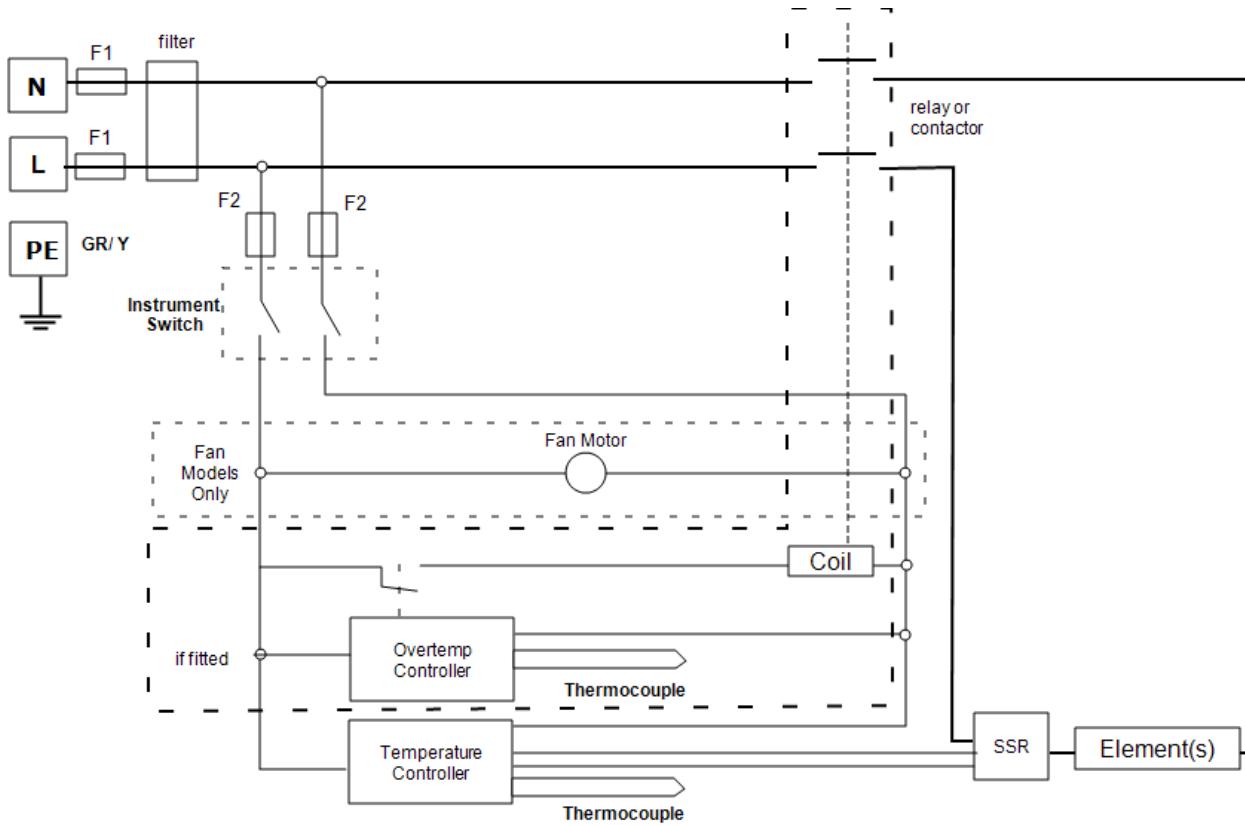 filter
F1
N
F1
L
relay or
contactor
F2
F2
PE
GR/ Y
Instrument
Switch
Fan
Models
Only
Fan Motor
Coil
if fitted
Overtemp
Controller
Thermocouple
Temperature
Controller
Thermocouple
SSR
Element(s)